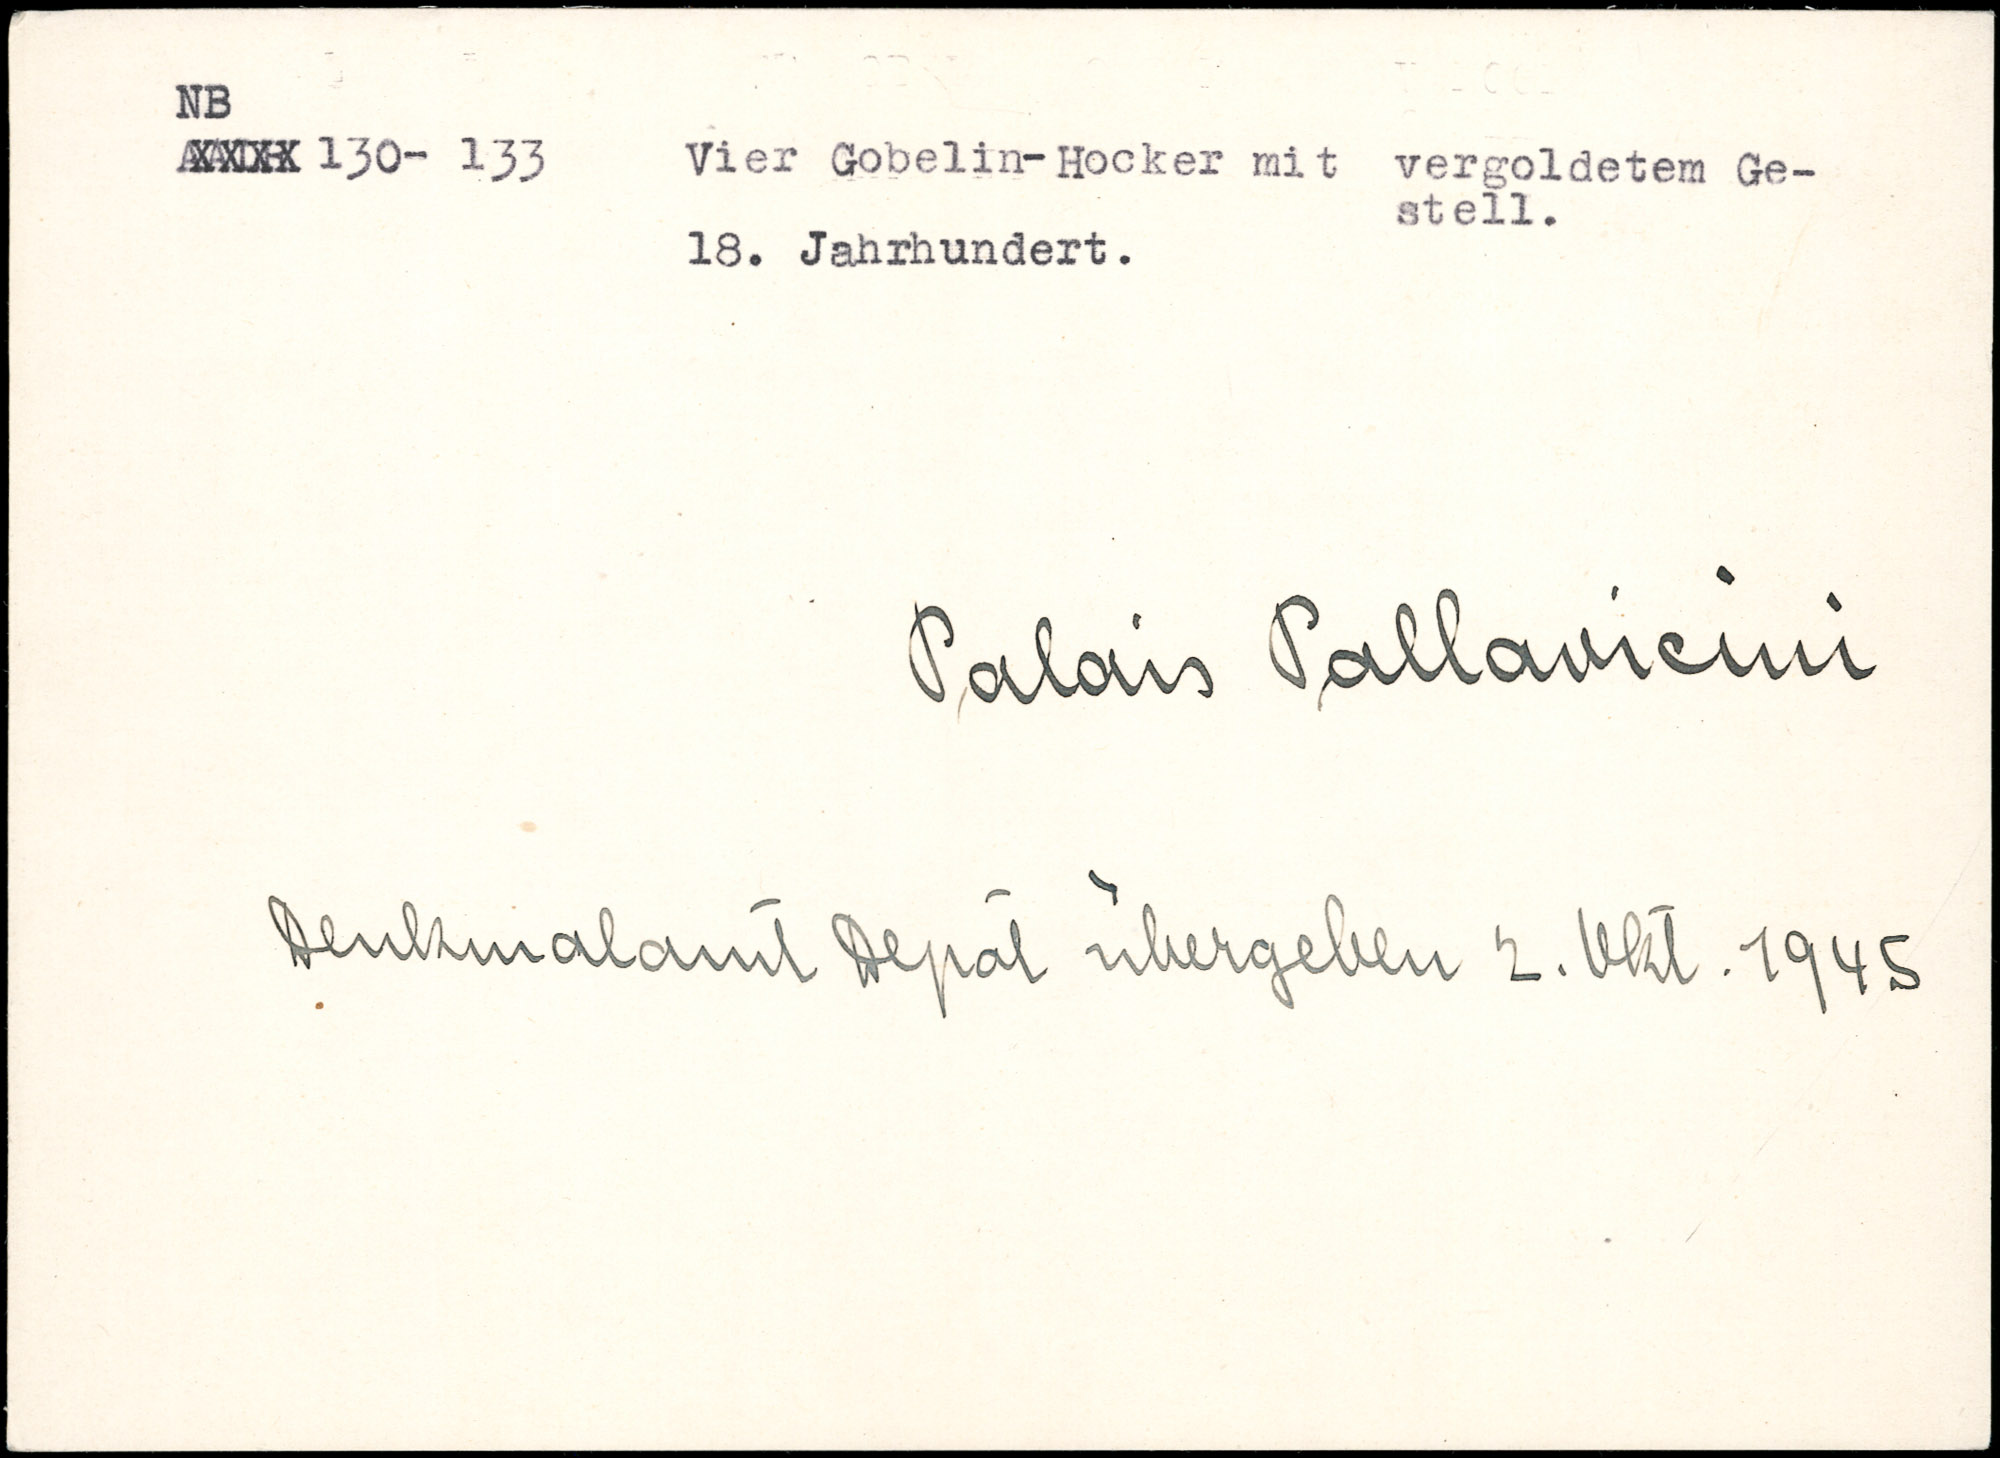 NB
130- 133 Vier Gobelin-Hocker mit vergoldetem Ge-
stell.
18. Jahrhundert.
Palais Pallavicini
Denkmalamt Depot übergeben 2. Okt. 1945